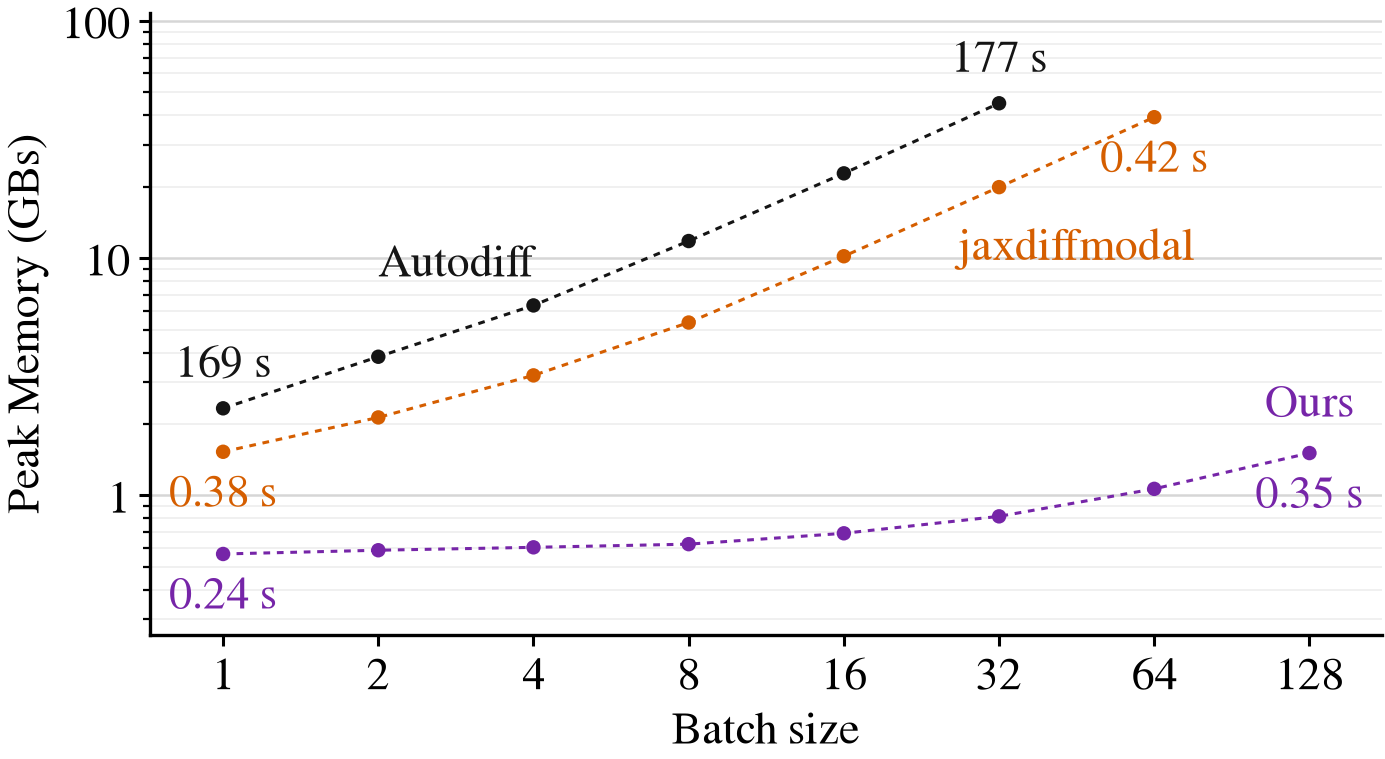 100
177 s
0.42 s
Peak Memory (GBs)
Autodiff
jaxdiffmodal
10
169 s
Ours
0.38 s
1
0.35 s
0.24 s
1 2 4 8 16 32 64 128
Batch size